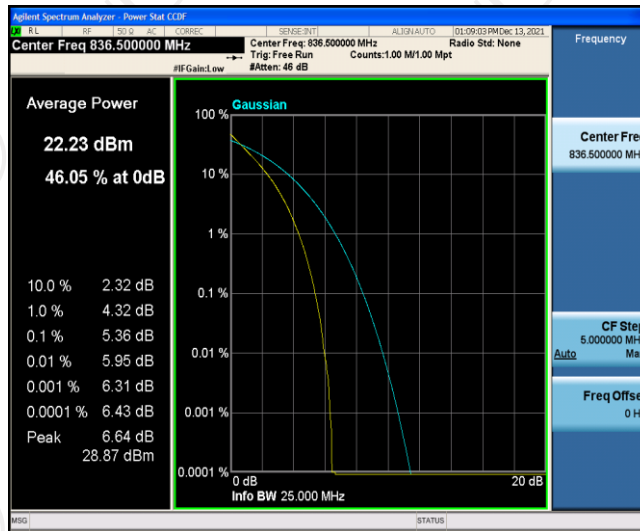 Agilent Spectrum Analyzer - Power Stat CCDF
RL RF 50 Ω AC CORREC SENSE:INT ALIGNAUTO 01:09:03 PM Dec 13, 2021
Center Freq 836.500000 MHz
Center Freq: 836.500000 MHz Radio Std: None
Trig: Free Run Counts:1.00 M/1.00 Mpt
#IFGain:Low #Atten: 46 dB
Average Power
22.23 dBm
46.05 % at 0dB
10.0 % 2.32 dB
1.0 % 4.32 dB
0.1 % 5.36 dB
0.01 % 5.95 dB
0.001 % 6.31 dB
0.0001 % 6.43 dB
Peak 6.64 dB
28.87 dBm
Gaussian
100 %
10 %
1 %
0.1 %
0.01 %
0.001 %
0.0001 %
0 dB 20 dB
Info BW 25.000 MHz
Frequency
Center Fre
836.500000 MH
CF Step
5.000000 MH
Auto Ma
Freq Offse
0 H
MSG STATUS